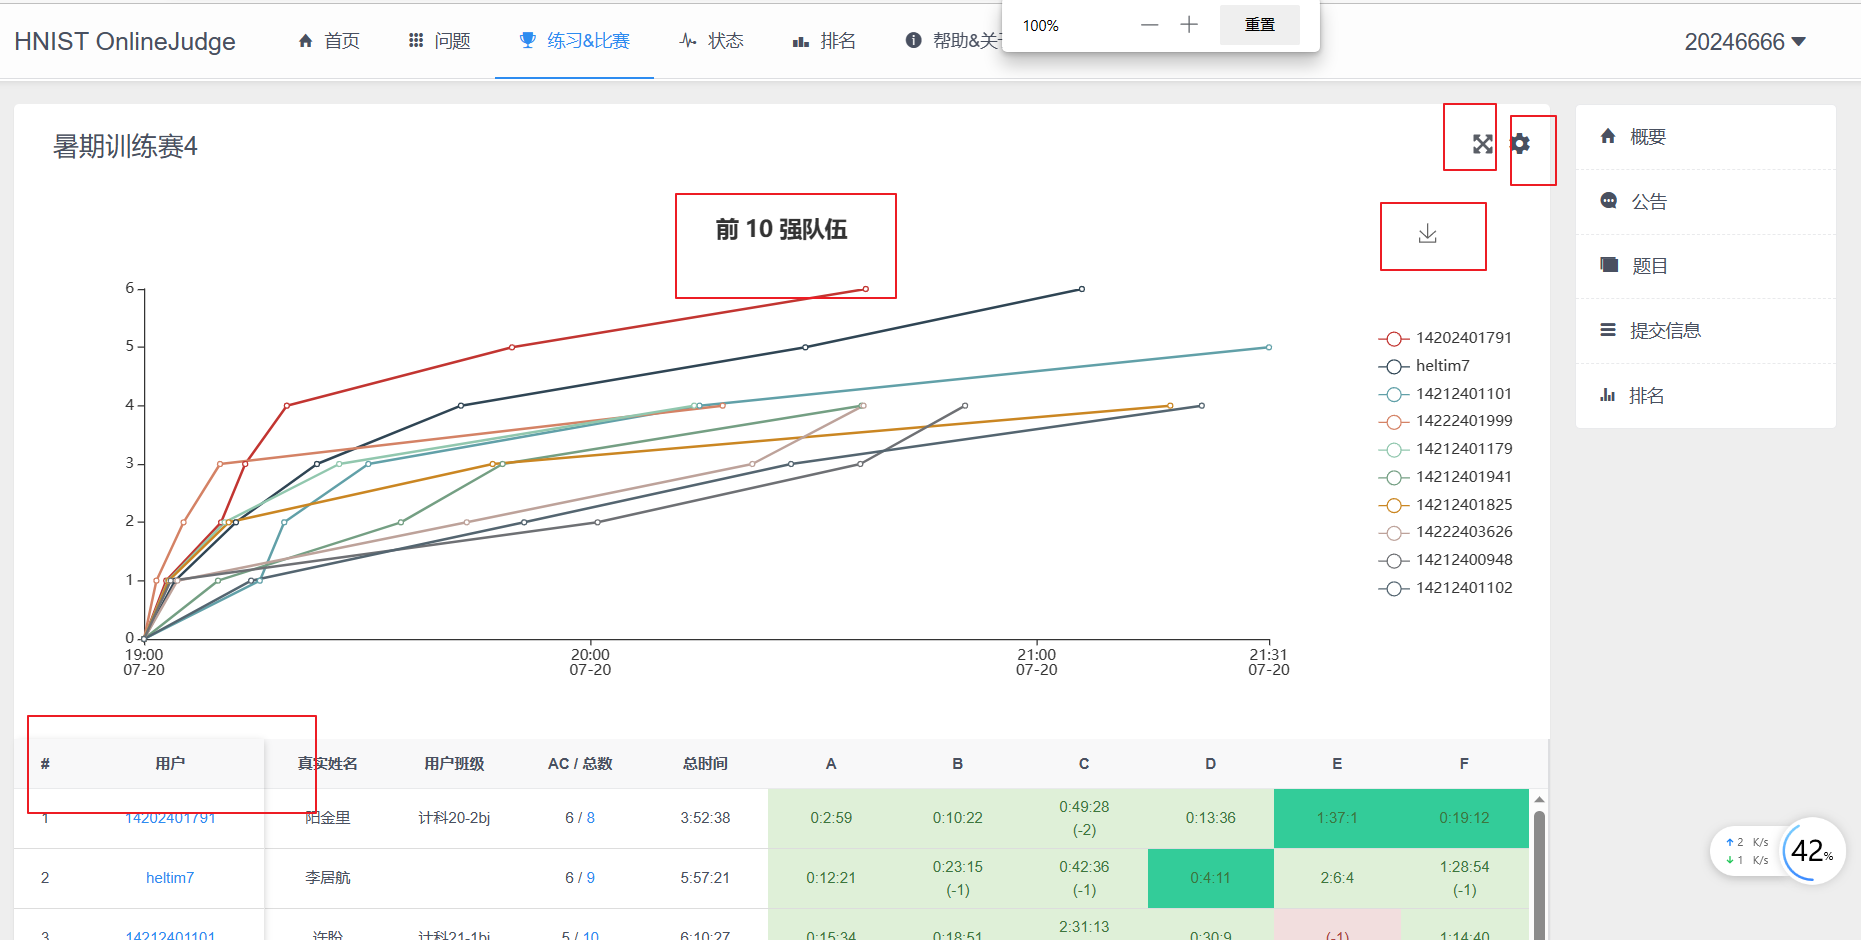 100%
重置
HNIST OnlineJudge
首页
问题
练习&比赛
状态
排名
帮助&关于
20246666
暑期训练赛4
概要
公告
题目
提交信息
排名
前 10 强队伍
6
5
4
3
2
1
0
19:00
07-20
20:00
07-20
21:00
07-20
21:31
07-20
14202401791
heltim7
14212401101
14222401999
14212401179
14212401941
14212401825
14222403626
14212400948
14212401102
# 用户 真实姓名 用户班级 AC / 总数 总时间 A B C D E F
1 14202401791 阳金里 计科20-2bj 6 / 8 3:52:38 0:2:59 0:10:22 0:49:28 (-2) 0:13:36 1:37:1 0:19:12
2 heltim7 李居航 6 / 9 5:57:21 0:12:21 0:23:15 (-1) 0:42:36 (-1) 0:4:11 2:6:4 1:28:54 (-1)
3 14212401101 许盼 计科21-1bj 5 / 10 6:10:27 0:15:34 0:18:51 2:31:13 0:30:9 (-1) 1:14:40
2 K/s
1 K/s
42%